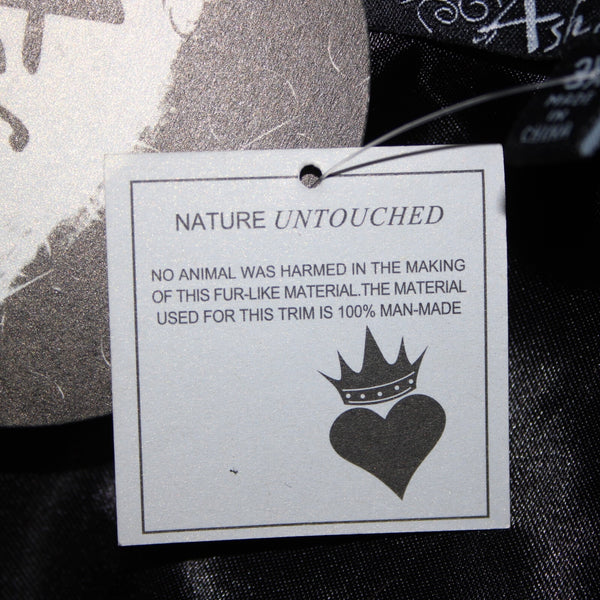 MADE
IN
CHINA
NATURE UNTOUCHED
NO ANIMAL WAS HARMED IN THE MAKING
OF THIS FUR-LIKE MATERIAL.THE MATERIAL
USED FOR THIS TRIM IS 100% MAN-MADE